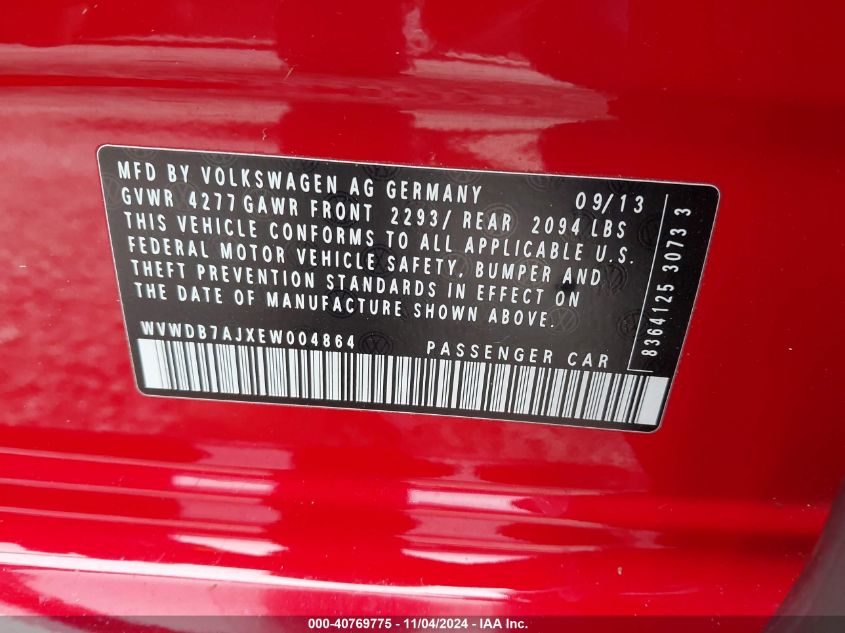 MFD BY VOLKSWAGEN AG GERMANY 09/13
GVWR 4277 GAWR FRONT 2293/ REAR 2094 LBS
THIS VEHICLE CONFORMS TO ALL APPLICABLE U.S.
FEDERAL MOTOR VEHICLE SAFETY, BUMPER AND
THEFT PREVENTION STANDARDS IN EFFECT ON
THE DATE OF MANUFACTURE SHOWN ABOVE.
WVWDB7AJXEW004864 PASSENGER CAR
8364125 3073 3
000-40769775 - 11/04/2024 - IAA Inc.